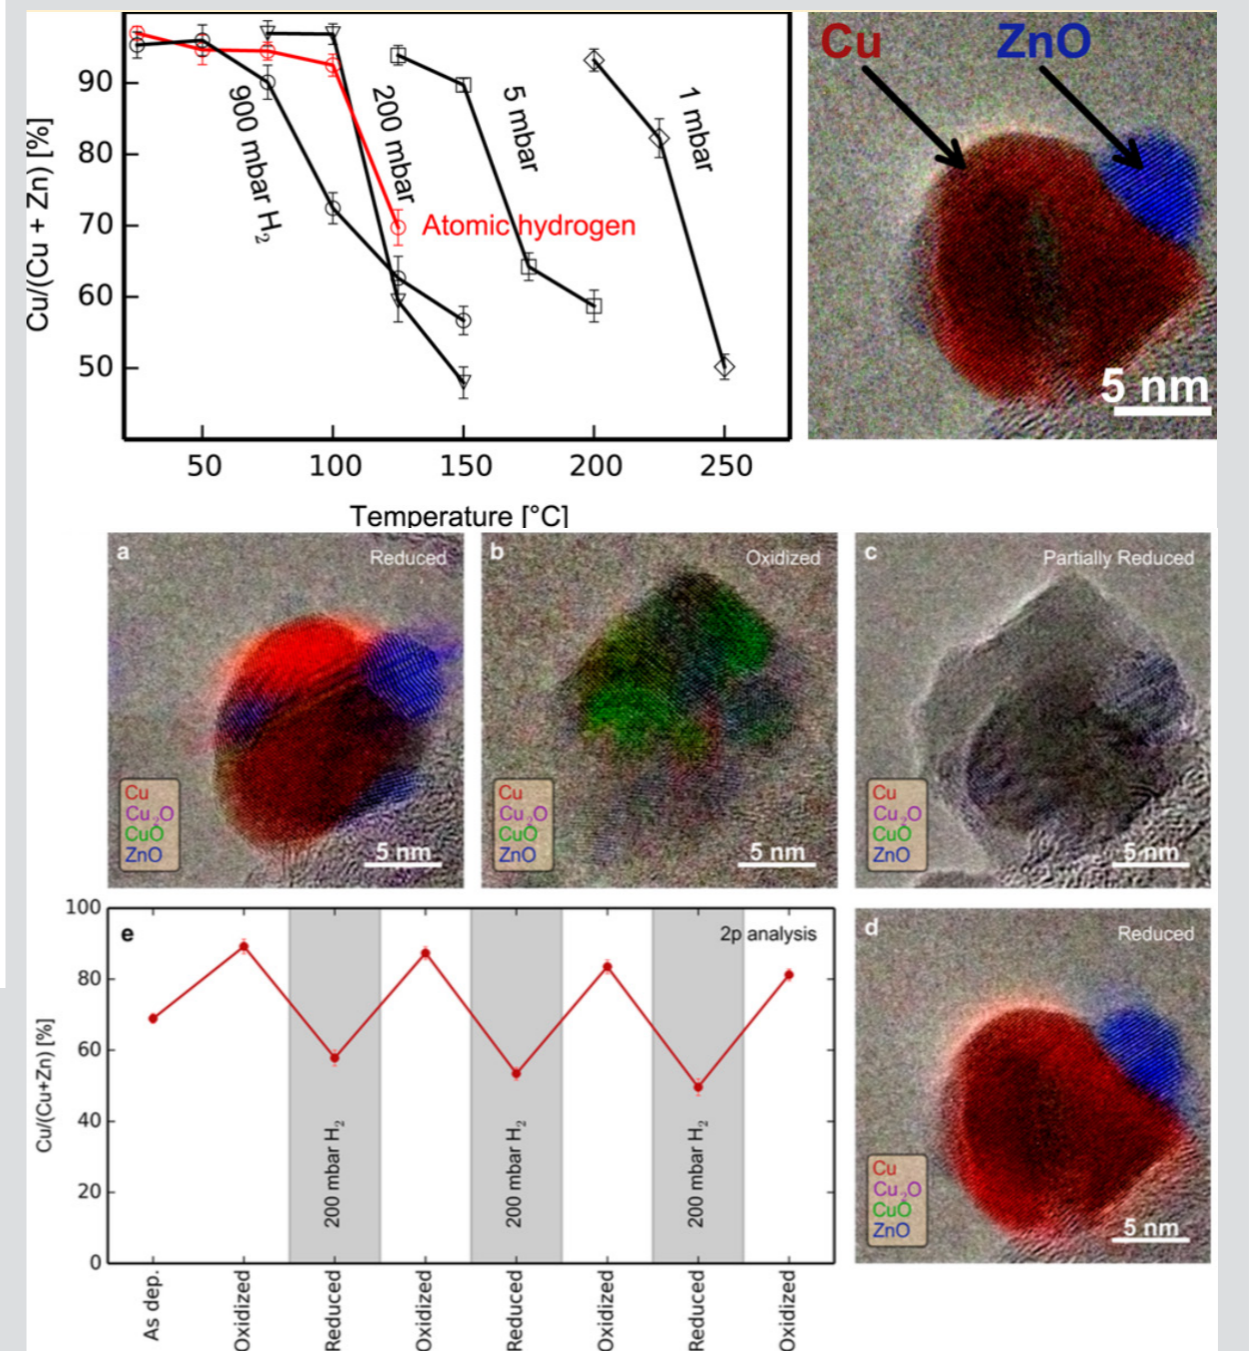 Cu/(Cu + Zn) [%]
90
80
70
60
50
900 mbar H₂
200 mbar
5 mbar
1 mbar
Atomic hydrogen
50 100 150 200 250
Temperature [°C]
Cu ZnO
5 nm
a Reduced
Cu
Cu₂O
CuO
ZnO
5 nm
b Oxidized
Cu
Cu₂O
CuO
ZnO
5 nm
c Partially Reduced
Cu
Cu₂O
CuO
ZnO
5 nm
Cu/(Cu+Zn) [%]
100
80
60
40
20
0
e 2p analysis
200 mbar H₂
200 mbar H₂
200 mbar H₂
As dep.
Oxidized
Reduced
Oxidized
Reduced
Oxidized
Reduced
Oxidized
d Reduced
Cu
Cu₂O
CuO
ZnO
5 nm